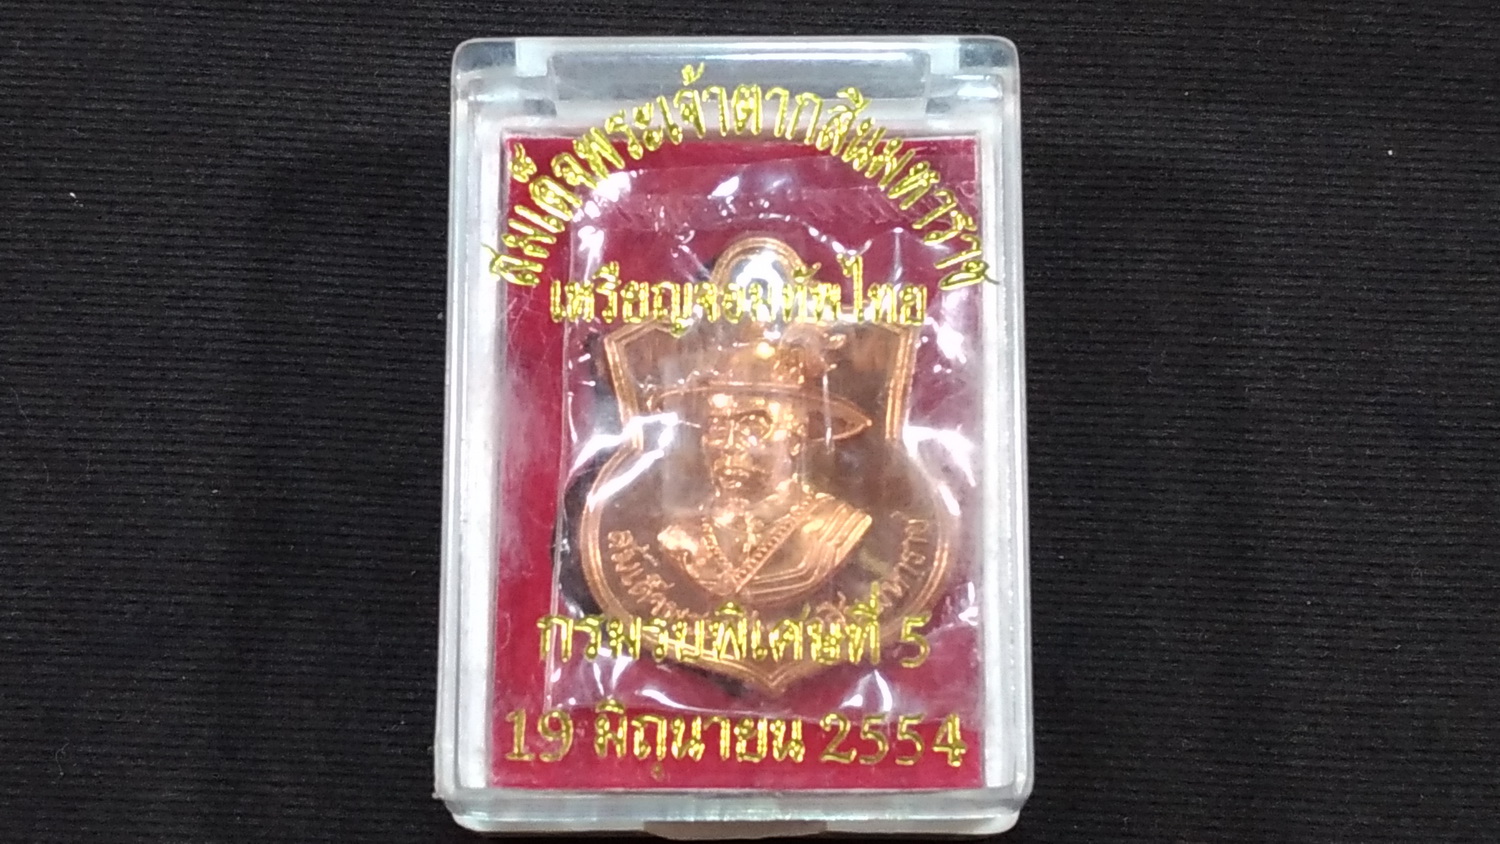 สมเด็จพระเจ้าตากสินมหาราช
เหรียญจอมทัพไทย
กรมรบพิเศษที่ 5
19 มิถุนายน 2554